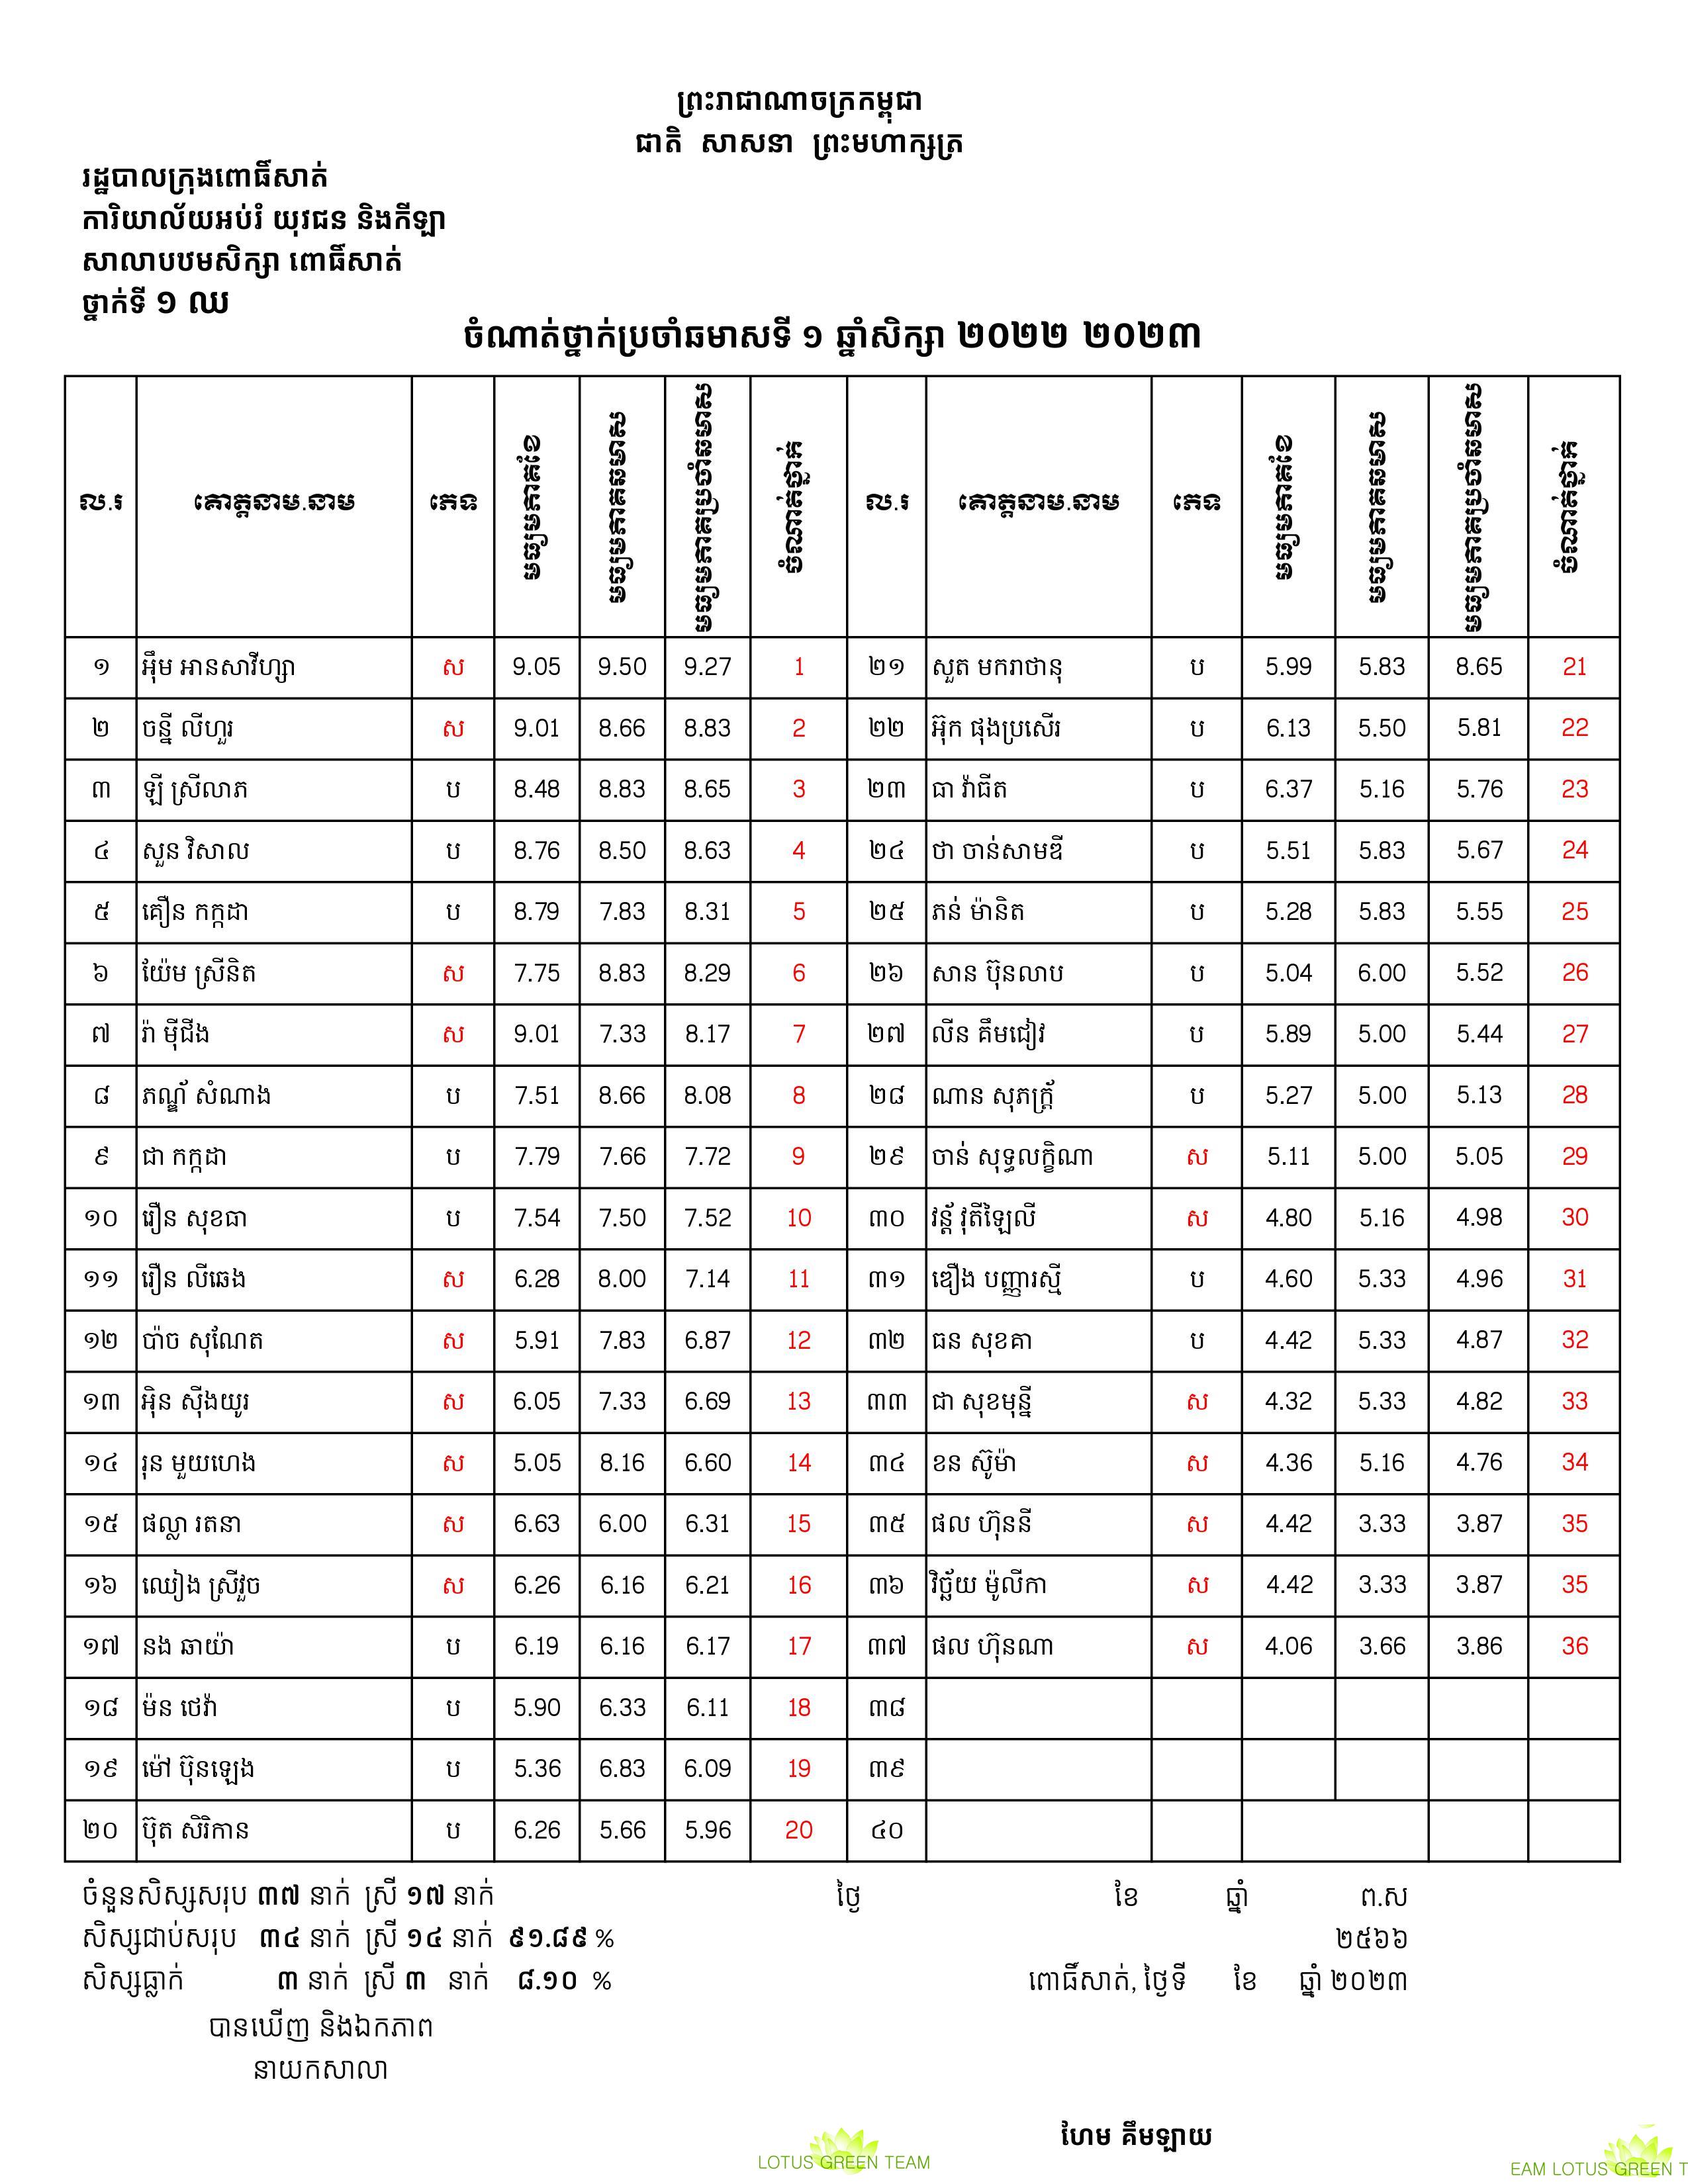 ព្រះរាជាណាចក្រកម្ពុជា
ជាតិ សាសនា ព្រះមហាក្សត្រ
រដ្ឋបាលក្រុងពោធិ៍សាត់
ការិយាល័យអប់រំ យុវជន និងកីឡា
សាលាបឋមសិក្សា ពោធិ៍សាត់
ថ្នាក់ទី ១ ឈ
ចំណាត់ថ្នាក់ប្រចាំឆមាសទី ១ ឆ្នាំសិក្សា ២០២២ ២០២៣
ល.រ គោត្តនាម.នាម ភេទ មធ្យមភាគខែ មធ្យមភាគឆមាស មធ្យមភាគប្រចាំឆមាស ចំណាត់ថ្នាក់ ល.រ គោត្តនាម.នាម ភេទ មធ្យមភាគខែ មធ្យមភាគឆមាស មធ្យមភាគប្រចាំឆមាស ចំណាត់ថ្នាក់
១ អ៊ឹម អានសាវីហ្សា ស 9.05 9.50 9.27 1 ២១ សួត មករាថានុ ប 5.99 5.83 8.65 21
២ ចន្នី លីហួរ ស 9.01 8.66 8.83 2 ២២ អ៊ុក ផុងប្រសើរ ប 6.13 5.50 5.81 22
៣ ឡី ស្រីលាភ ប 8.48 8.83 8.65 3 ២៣ ធា វ៉ាធីត ប 6.37 5.16 5.76 23
៤ សួន វិសាល ប 8.76 8.50 8.63 4 ២៤ ថា ចាន់សាមឌី ប 5.51 5.83 5.67 24
៥ គឿន កក្កដា ប 8.79 7.83 8.31 5 ២៥ ភន់ ម៉ានិត ប 5.28 5.83 5.55 25
៦ យ៉ែម ស្រីនិត ស 7.75 8.83 8.29 6 ២៦ សាន ប៊ុនលាប ប 5.04 6.00 5.52 26
៧ រ៉ា ម៉ីជីង ស 9.01 7.33 8.17 7 ២៧ លីន គឹមជៀវ ប 5.89 5.00 5.44 27
៨ ភណ្ឌ័ សំណាង ប 7.51 8.66 8.08 8 ២៨ ណាន សុភក្ត្រ័ ប 5.27 5.00 5.13 28
៩ ជា កក្កដា ប 7.79 7.66 7.72 9 ២៩ ចាន់ សុទ្ធលក្ខិណា ស 5.11 5.00 5.05 29
១០ រឿន សុខធា ប 7.54 7.50 7.52 10 ៣០ វន្ត័ វុតីឡៃលី ស 4.80 5.16 4.98 30
១១ រឿន លីឆេង ស 6.28 8.00 7.14 11 ៣១ ឌឿង បញ្ញារស្មី ប 4.60 5.33 4.96 31
១២ ប៉ាច សុណែត ស 5.91 7.83 6.87 12 ៣២ ធន សុខគា ប 4.42 5.33 4.87 32
១៣ អ៊ិន ស៊ីងយូរ ស 6.05 7.33 6.69 13 ៣៣ ជា សុខមុន្នី ស 4.32 5.33 4.82 33
១៤ រុន មួយហេង ស 5.05 8.16 6.60 14 ៣៤ ខន ស៊ូម៉ា ស 4.36 5.16 4.76 34
១៥ ផល្លា រតនា ស 6.63 6.00 6.31 15 ៣៥ ផល ហ៊ុននី ស 4.42 3.33 3.87 35
១៦ ឈៀង ស្រីវួច ស 6.26 6.16 6.21 16 ៣៦ វិច្ឆ័យ ម៉ូលីកា ស 4.42 3.33 3.87 35
១៧ នង ឆាយ៉ា ប 6.19 6.16 6.17 17 ៣៧ ផល ហ៊ុនណា ស 4.06 3.66 3.86 36
១៨ ម៉ន ថេវ៉ា ប 5.90 6.33 6.11 18 ៣៨
១៩ ម៉ៅ ប៊ុនឡេង ប 5.36 6.83 6.09 19 ៣៩
២០ ប៊ុត សិរិកាន ប 6.26 5.66 5.96 20 ៤០
ចំនួនសិស្សសរុប ៣៧ នាក់ ស្រី ១៧ នាក់ ថ្ងៃ ខែ ឆ្នាំ ព.ស
សិស្សជាប់សរុប ៣៤ នាក់ ស្រី ១៤ នាក់ ៩១.៨៩ % ២៥៦៦
សិស្សធ្លាក់ ៣ នាក់ ស្រី ៣ នាក់ ៨.១០ % ពោធិ៍សាត់, ថ្ងៃទី ខែ ឆ្នាំ ២០២៣
បានឃើញ និងឯកភាព
នាយកសាលា
ហែម គឹមឡាយ
LOTUS GREEN TEAM
EAM LOTUS GREEN T